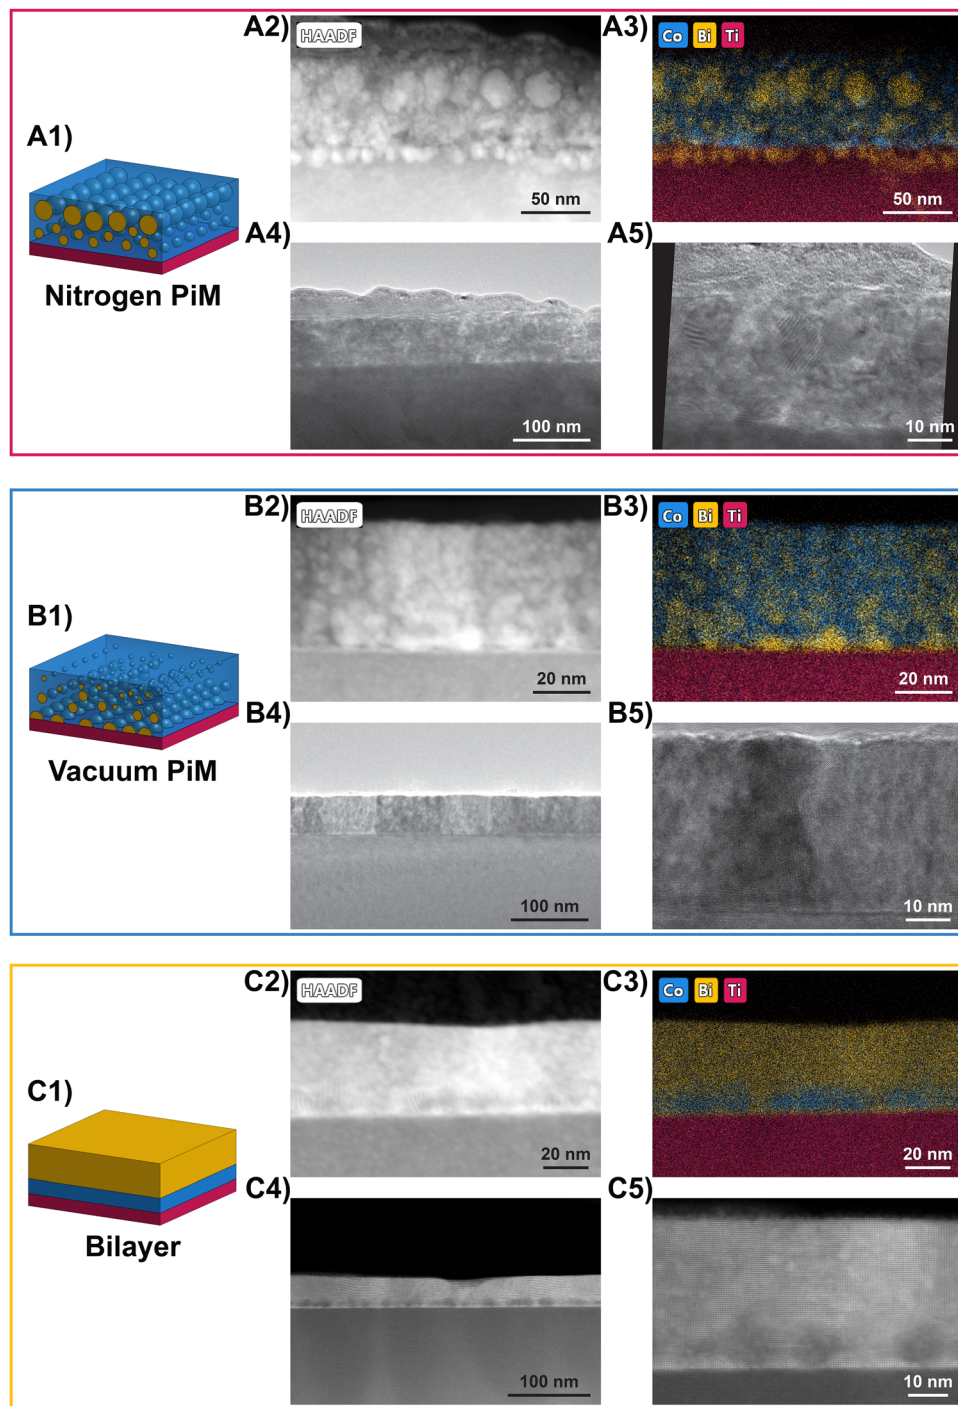 A1)
Nitrogen PiM
A2)
HAADF
50 nm
A3)
Co Bi Ti
50 nm
A4)
100 nm
A5)
10 nm
B1)
Vacuum PiM
B2)
HAADF
20 nm
B3)
Co Bi Ti
20 nm
B4)
100 nm
B5)
10 nm
C1)
Bilayer
C2)
HAADF
20 nm
C3)
Co Bi Ti
20 nm
C4)
100 nm
C5)
10 nm